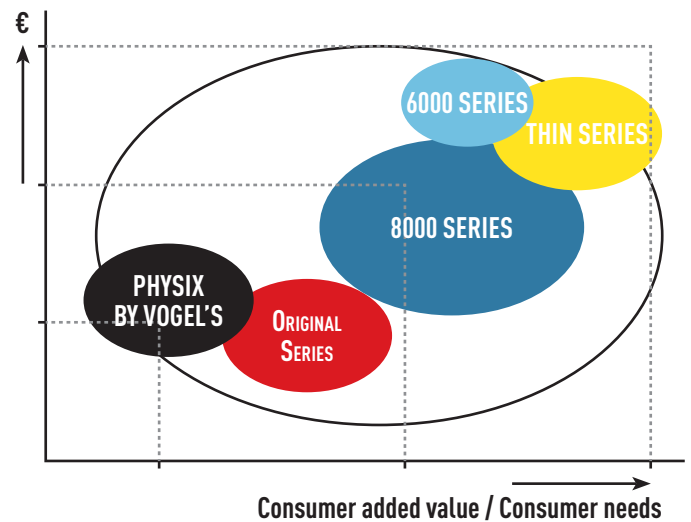 €
6000 SERIES
THIN SERIES
8000 SERIES
PHYSIX
BY VOGEL'S
ORIGINAL
SERIES
Consumer added value / Consumer needs